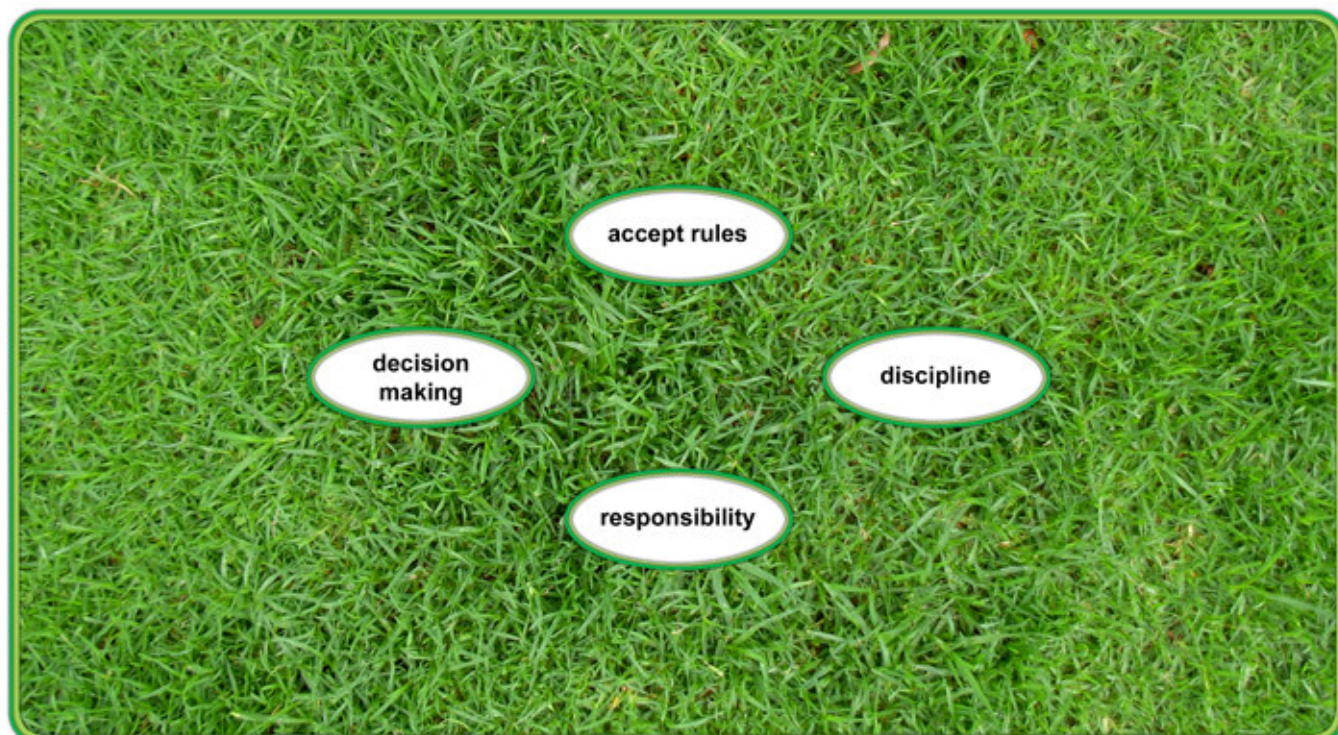 accept rules
decision
making
discipline
responsibility